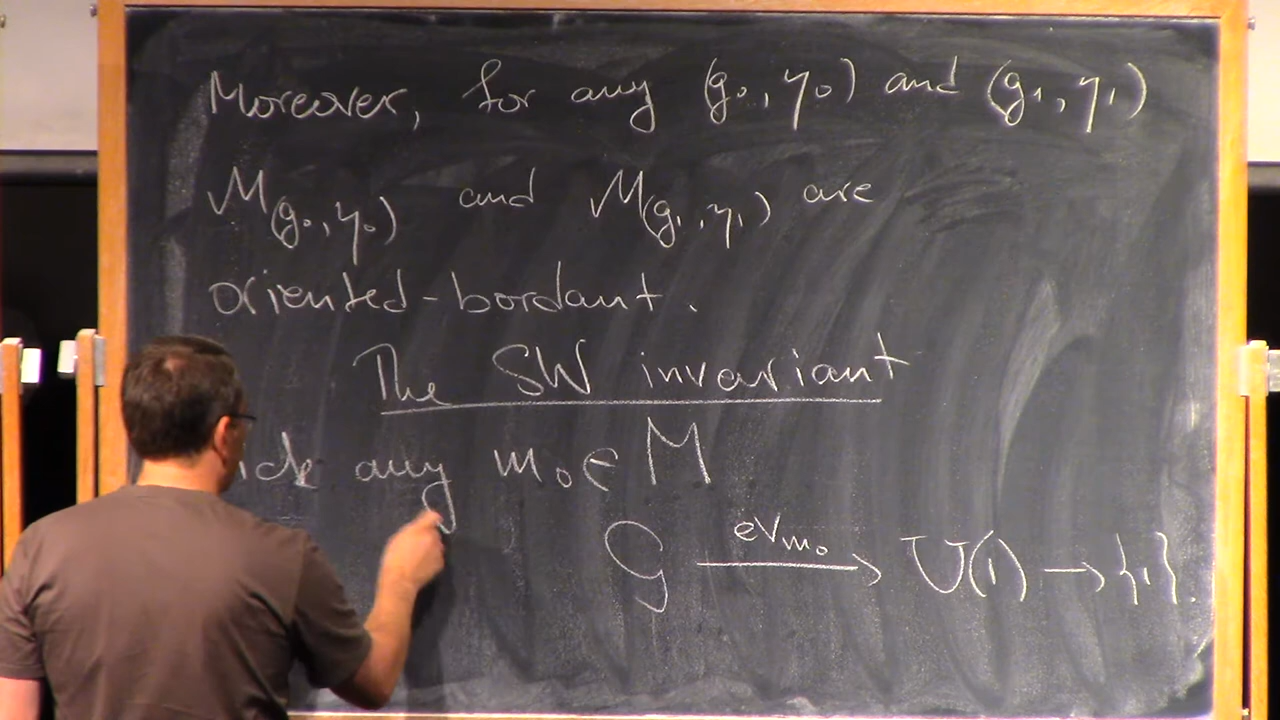 Moreover, for any (g₀, η₀) and (g₁, η₁)
M(g₀, η₀) and M(g₁, η₁) are
oriented-bordant.
The SW invariant
any m₀ ∈ M
G —ev_m₀→ U(1) → {1}.